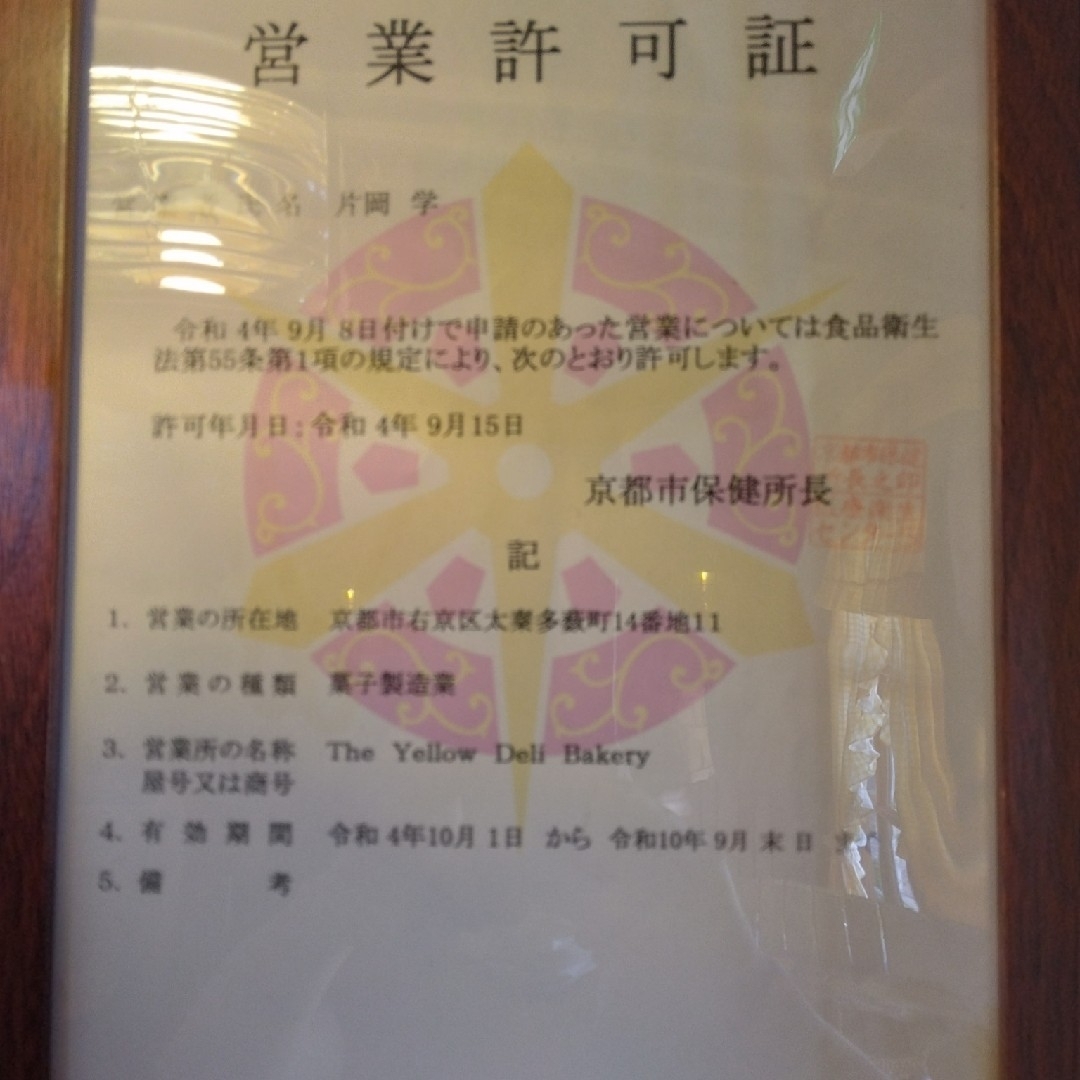 営業許可証
氏名 片岡 学
令和 4年 9月 8日付けで申請のあった営業については食品衛生
法第55条第1項の規定により、次のとおり許可します。
許可年月日:令和 4年 9月15日
京都市保健所長
記
1. 営業の所在地 京都市右京区太秦多薮町14番地11
2. 営業の種類 菓子製造業
3. 営業所の名称 The Yellow Deli Bakery
屋号又は商号
4. 有効期間 令和 4年10月 1日 から 令和10年 9月 末日
5. 備考